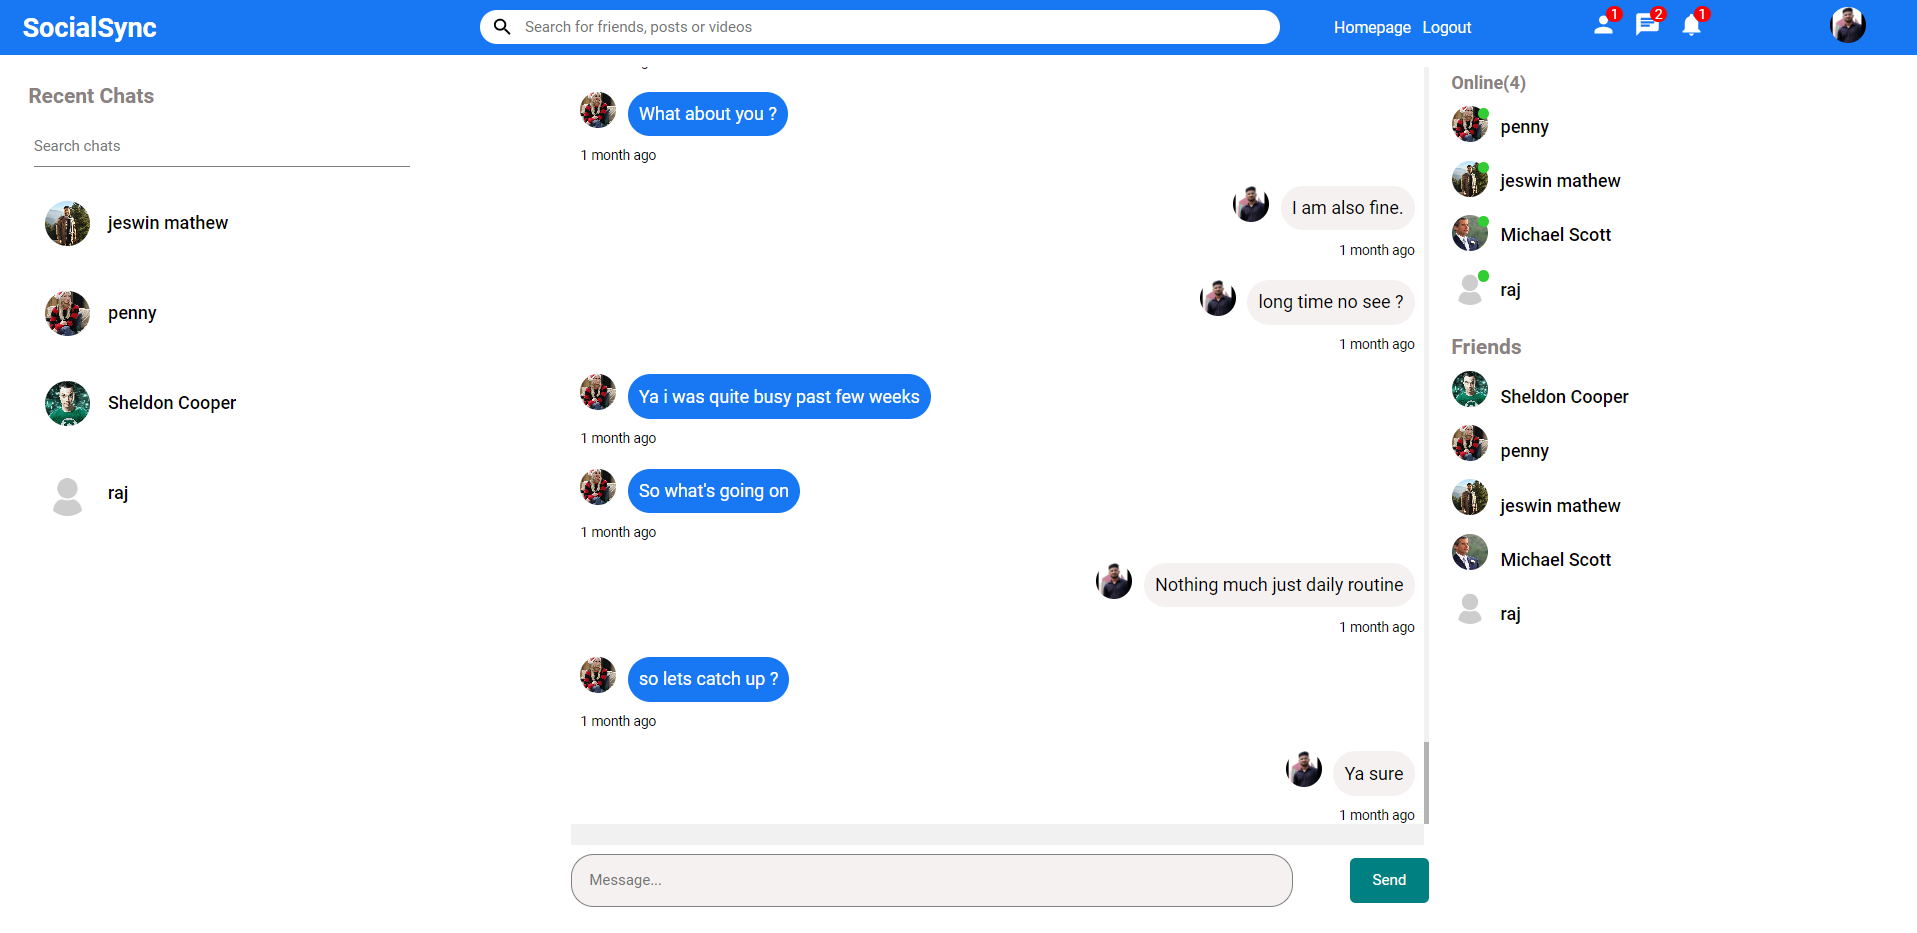 SocialSync
Search for friends, posts or videos
Homepage Logout
1
2
1
Recent Chats
Search chats
jeswin mathew
penny
Sheldon Cooper
raj
What about you ?
1 month ago
I am also fine.
1 month ago
long time no see ?
1 month ago
Ya i was quite busy past few weeks
1 month ago
So what's going on
1 month ago
Nothing much just daily routine
1 month ago
so lets catch up ?
1 month ago
Ya sure
1 month ago
Message...
Send
Online(4)
penny
jeswin mathew
Michael Scott
raj
Friends
Sheldon Cooper
penny
jeswin mathew
Michael Scott
raj